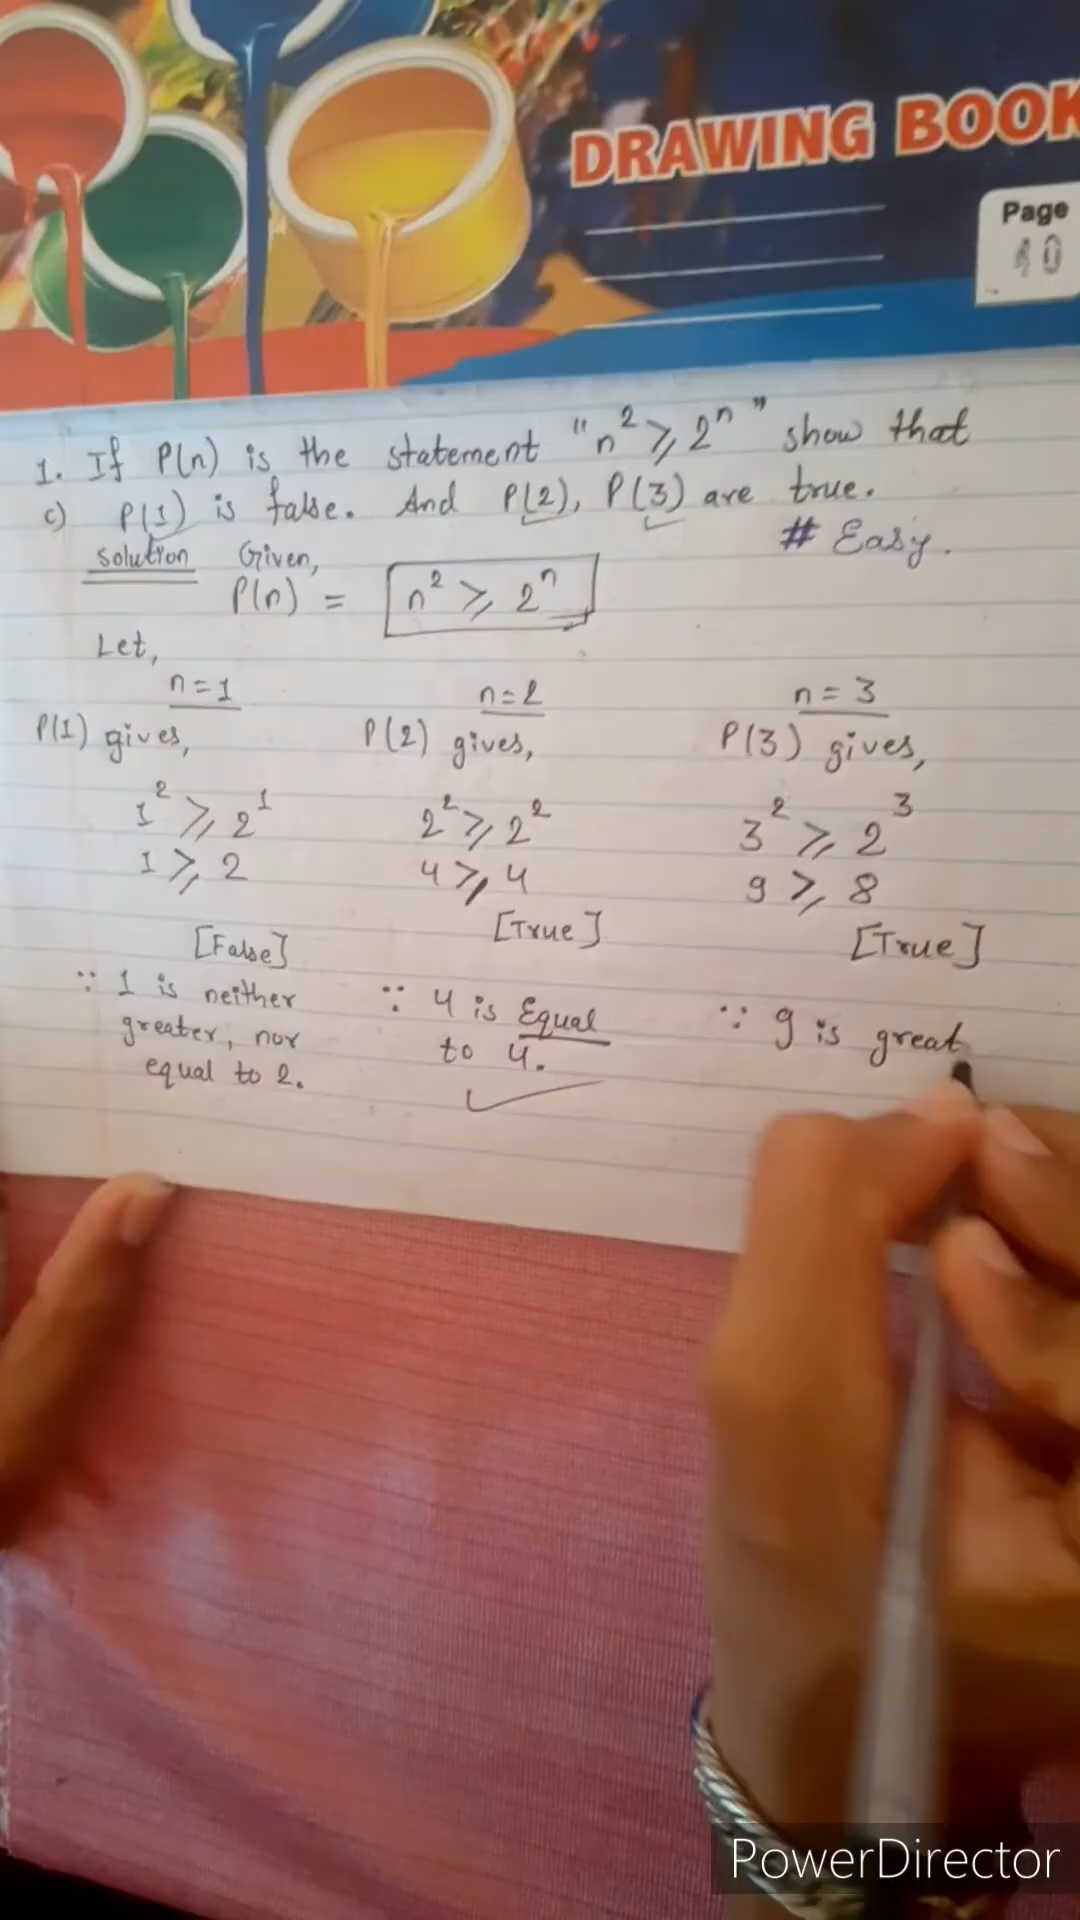 DRAWING BOOK
Page
1. If P(n) is the statement "n² ⩾ 2ⁿ" show that
c) P(1) is false. And P(2), P(3) are true.
# Easy.
Solution Given,
P(n) = n² ⩾ 2ⁿ
Let,
n=1 n=2 n=3
P(1) gives, P(2) gives, P(3) gives,
1² ⩾ 2¹ 2² ⩾ 2² 3² ⩾ 2³
1 ⩾ 2 4 ⩾ 4 9 ⩾ 8
[False] [True] [True]
∵ 1 is neither ∵ 4 is Equal ∵ 9 is great
greater, nor to 4.
equal to 2.
PowerDirector